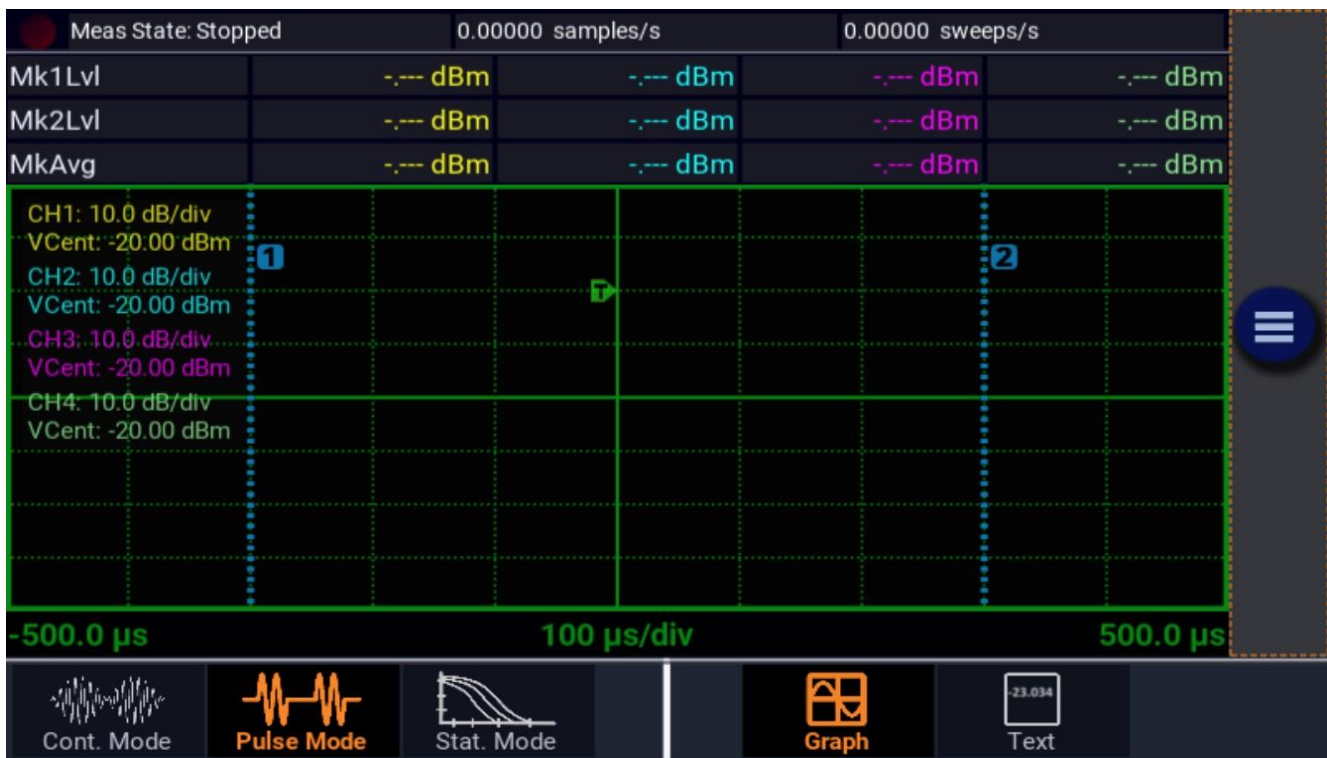 Meas State: Stopped 0.00000 samples/s 0.00000 sweeps/s
Mk1Lvl -.--- dBm -.--- dBm -.--- dBm -.--- dBm
Mk2Lvl -.--- dBm -.--- dBm -.--- dBm -.--- dBm
MkAvg -.--- dBm -.--- dBm -.--- dBm -.--- dBm
CH1: 10.0 dB/div
VCent: -20.00 dBm
CH2: 10.0 dB/div
VCent: -20.00 dBm
CH3: 10.0 dB/div
VCent: -20.00 dBm
CH4: 10.0 dB/div
VCent: -20.00 dBm
1
2
T
-500.0 µs 100 µs/div 500.0 µs
-23.034
Cont. Mode Pulse Mode Stat. Mode Graph Text